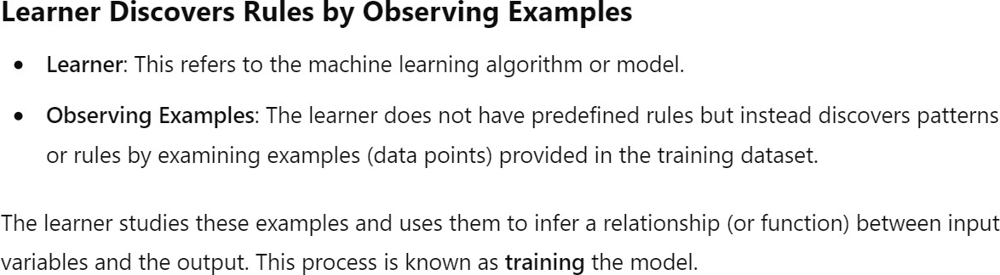 Learner Discovers Rules by Observing Examples
• Learner: This refers to the machine learning algorithm or model.
• Observing Examples: The learner does not have predefined rules but instead discovers patterns
or rules by examining examples (data points) provided in the training dataset.
The learner studies these examples and uses them to infer a relationship (or function) between input
variables and the output. This process is known as training the model.